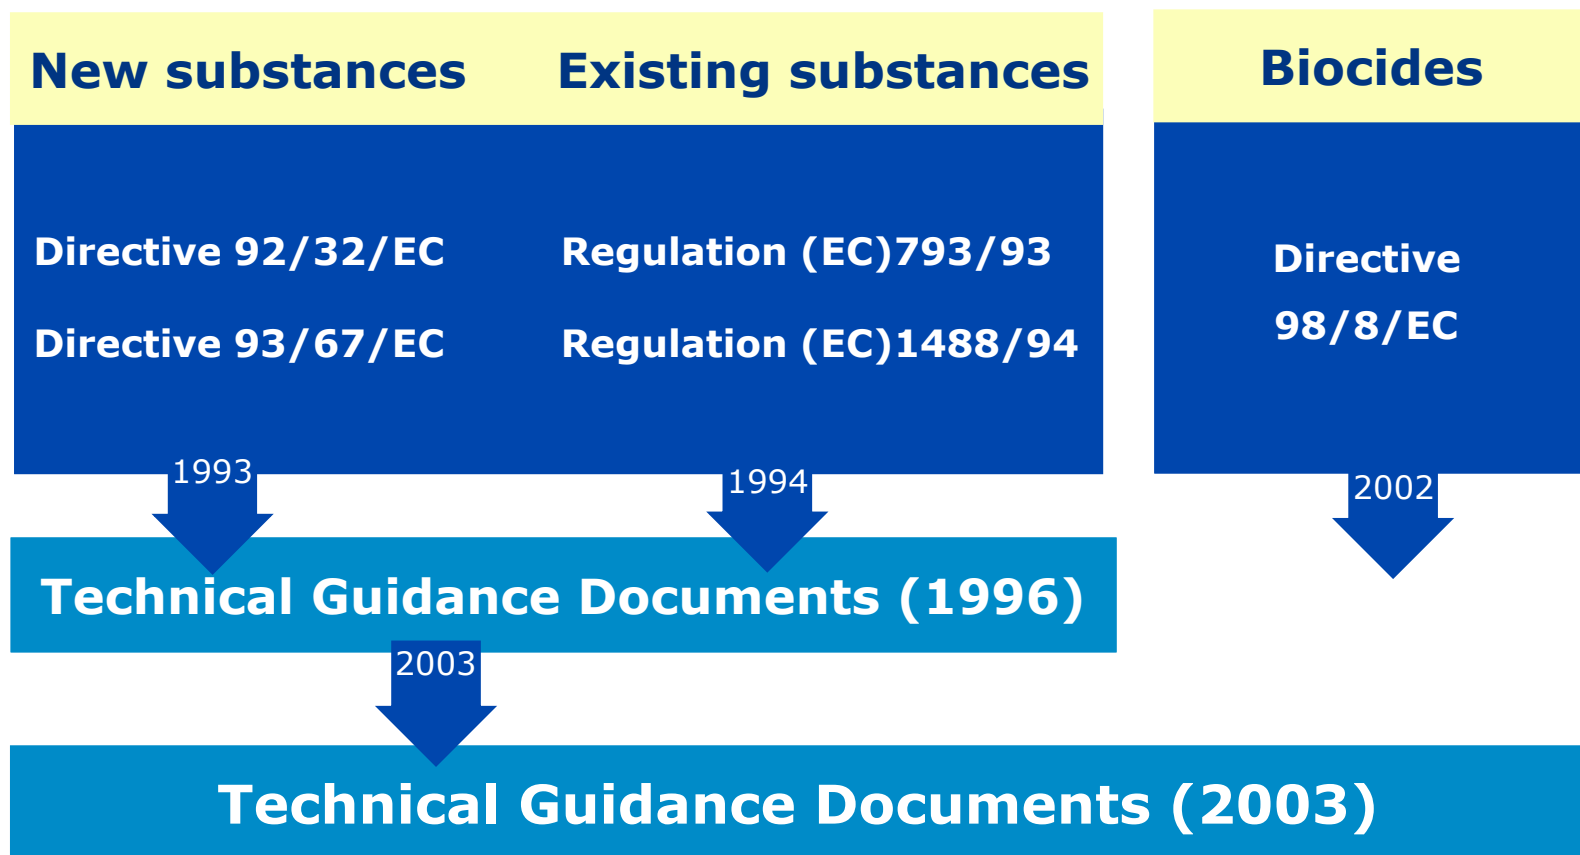 New substances
Existing substances
Biocides
Directive 92/32/EC
Regulation (EC)793/93
Directive
98/8/EC
Directive 93/67/EC
Regulation (EC)1488/94
1993
1994
2002
Technical Guidance Documents (1996)
2003
Technical Guidance Documents (2003)